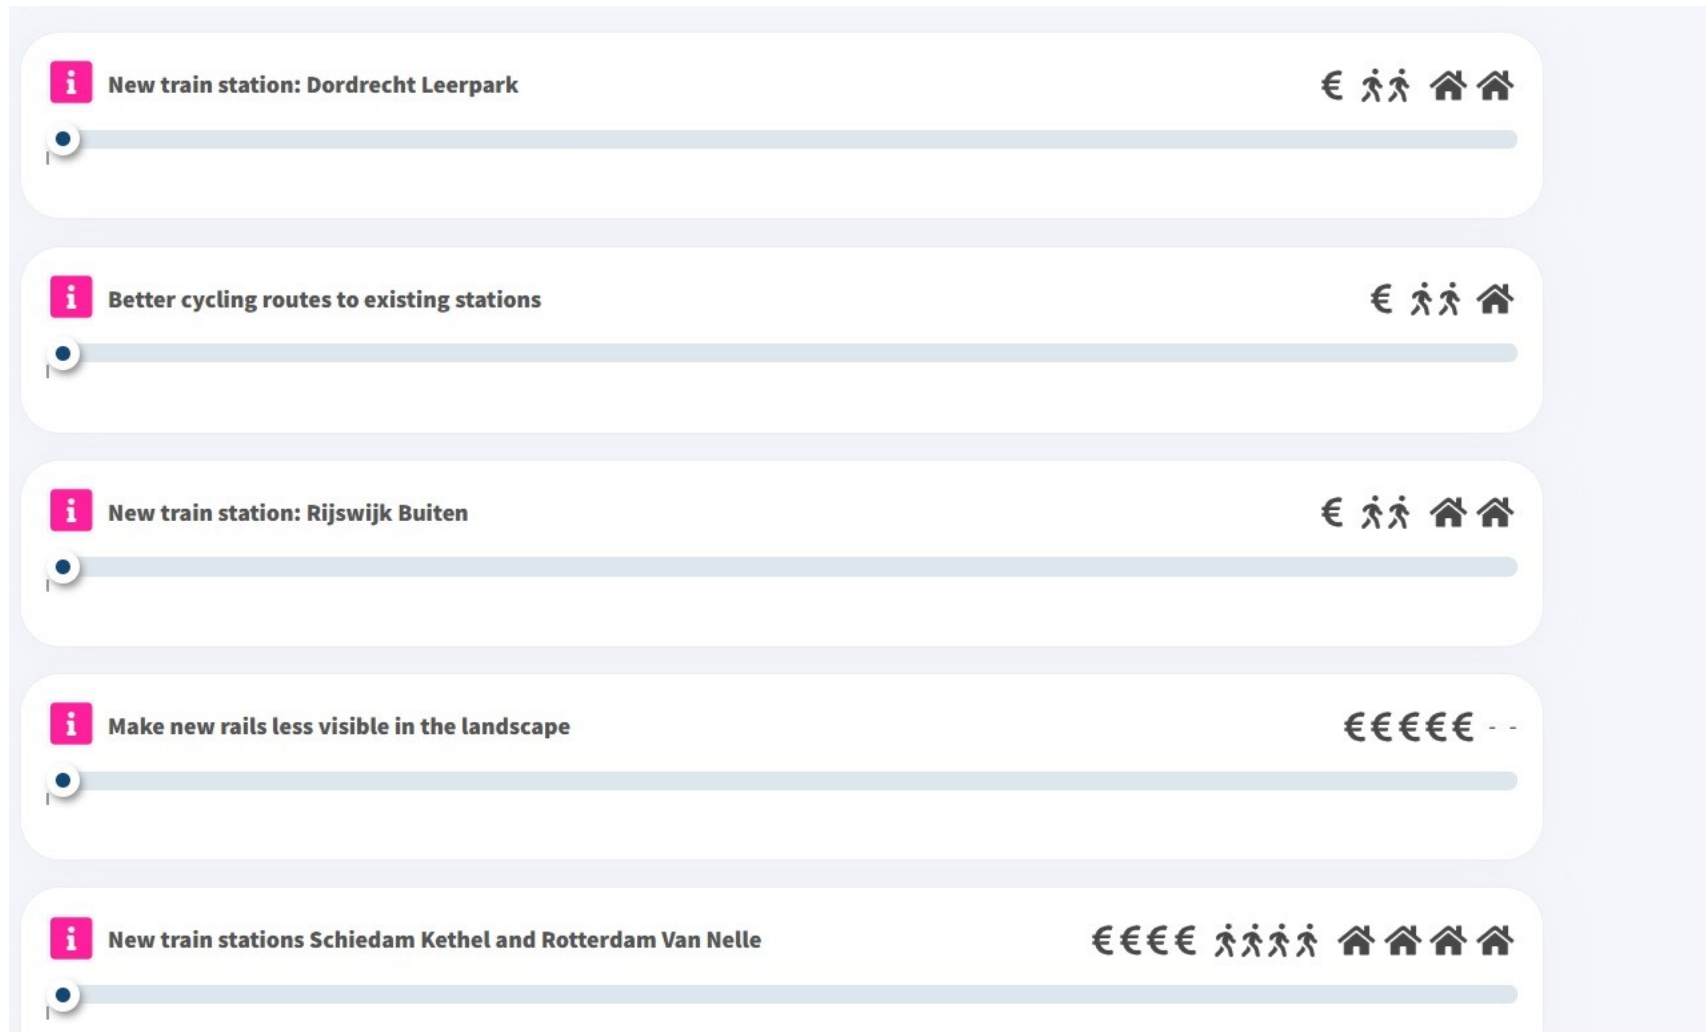 i New train station: Dordrecht Leerpark €
i Better cycling routes to existing stations €
i New train station: Rijswijk Buiten €
i Make new rails less visible in the landscape €€€€€ - -
i New train stations Schiedam Kethel and Rotterdam Van Nelle €€€€